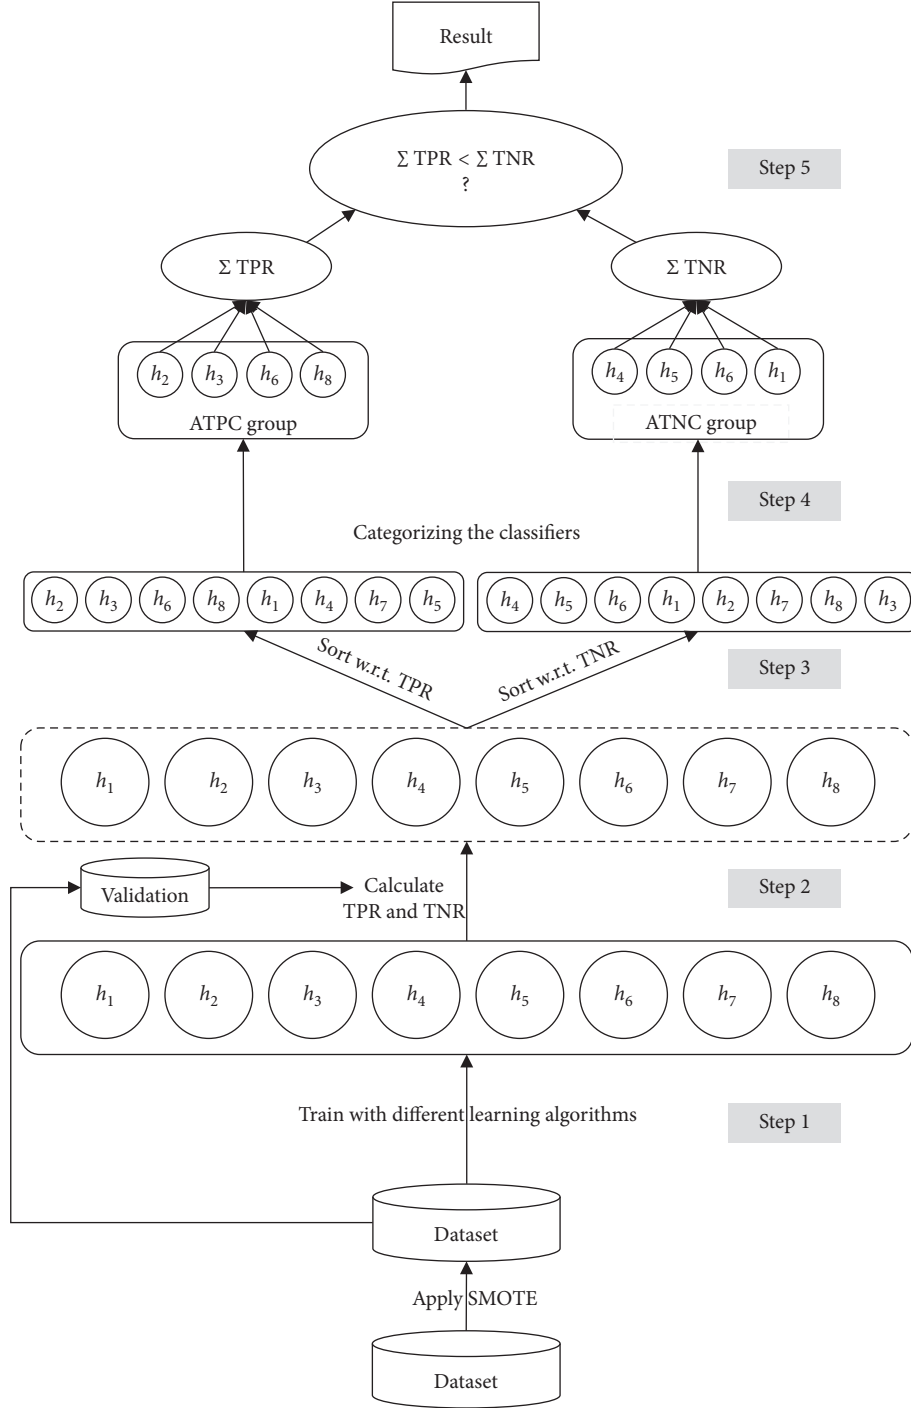 Result
∑ TPR < ∑ TNR
?
Step 5
∑ TPR
∑ TNR
h2 h3 h6 h8
h4 h5 h6 h1
ATPC group
ATNC group
Step 4
Categorizing the classifiers
h2 h3 h6 h8 h1 h4 h7 h5
h4 h5 h6 h1 h2 h7 h8 h3
Sort w.r.t. TPR
Sort w.r.t. TNR
Step 3
h1 h2 h3 h4 h5 h6 h7 h8
Validation
Calculate
TPR and TNR
Step 2
h1 h2 h3 h4 h5 h6 h7 h8
Train with different learning algorithms
Step 1
Dataset
Apply SMOTE
Dataset